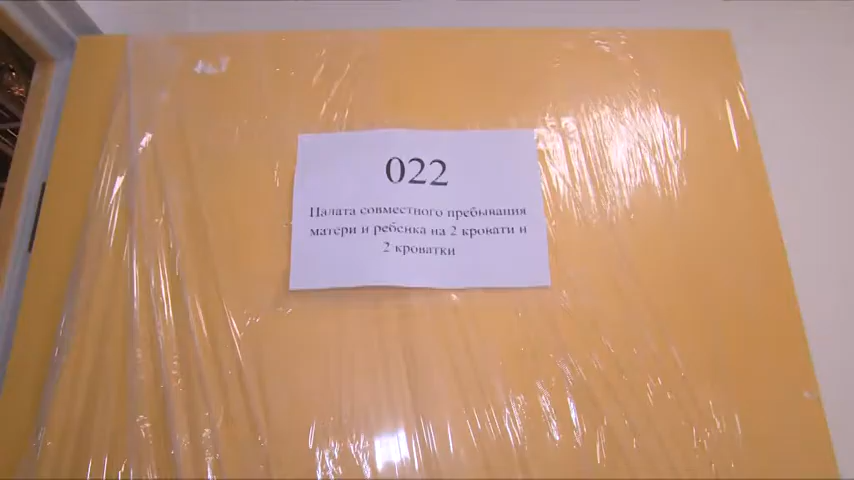 022
Палата совместного пребывания
матери и ребенка на 2 кровати и
2 кроватки